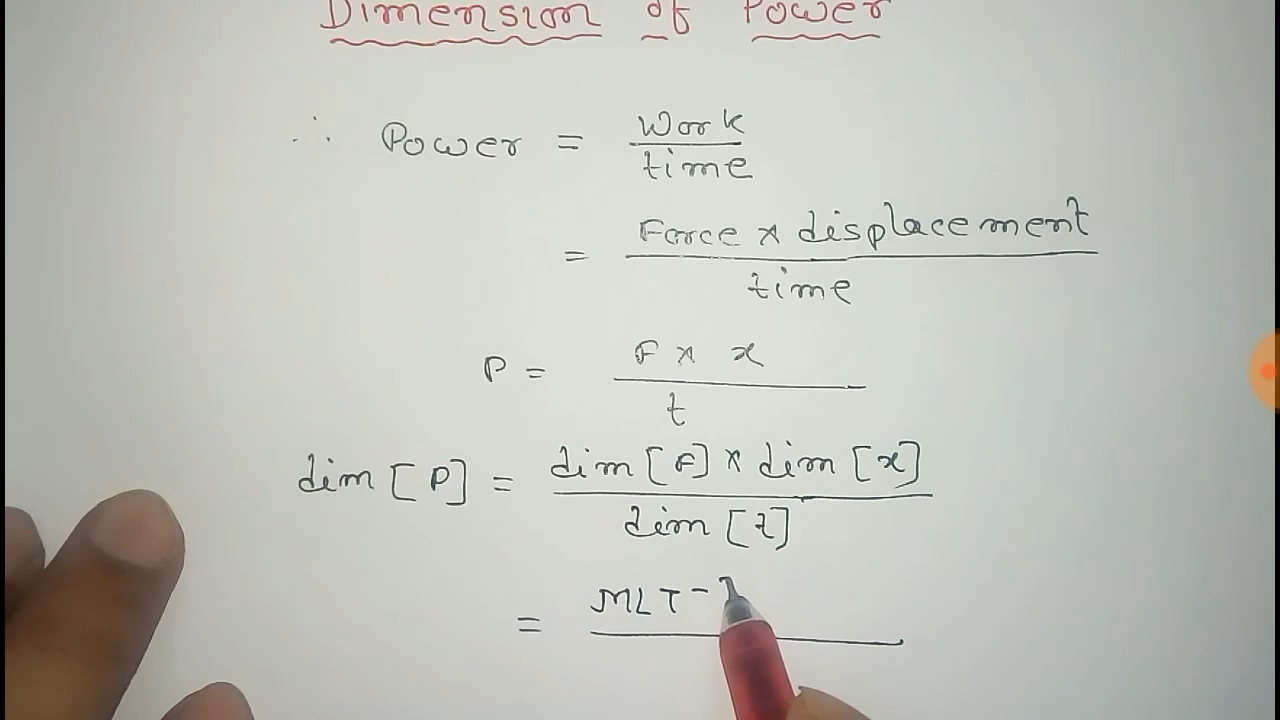 Dimension of Power
∴ Power = Work
time
= Force × displacement
time
P = F × x
t
dim [P] = dim [F] × dim [x]
dim [t]
= MLT-